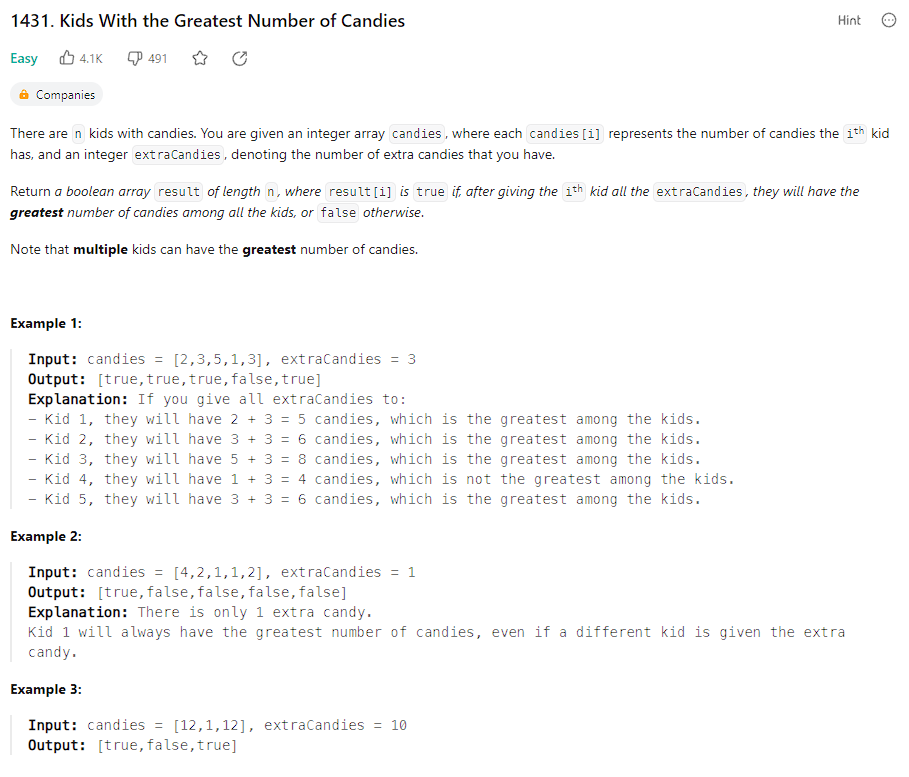 1431. Kids With the Greatest Number of Candies
Hint
Easy 4.1K 491
Companies
There are n kids with candies. You are given an integer array candies, where each candies[i] represents the number of candies the ith kid
has, and an integer extraCandies, denoting the number of extra candies that you have.
Return a boolean array result of length n, where result[i] is true if, after giving the ith kid all the extraCandies, they will have the
greatest number of candies among all the kids, or false otherwise.
Note that multiple kids can have the greatest number of candies.
Example 1:
Input: candies = [2,3,5,1,3], extraCandies = 3
Output: [true,true,true,false,true]
Explanation: If you give all extraCandies to:
- Kid 1, they will have 2 + 3 = 5 candies, which is the greatest among the kids.
- Kid 2, they will have 3 + 3 = 6 candies, which is the greatest among the kids.
- Kid 3, they will have 5 + 3 = 8 candies, which is the greatest among the kids.
- Kid 4, they will have 1 + 3 = 4 candies, which is not the greatest among the kids.
- Kid 5, they will have 3 + 3 = 6 candies, which is the greatest among the kids.
Example 2:
Input: candies = [4,2,1,1,2], extraCandies = 1
Output: [true,false,false,false,false]
Explanation: There is only 1 extra candy.
Kid 1 will always have the greatest number of candies, even if a different kid is given the extra
candy.
Example 3:
Input: candies = [12,1,12], extraCandies = 10
Output: [true,false,true]